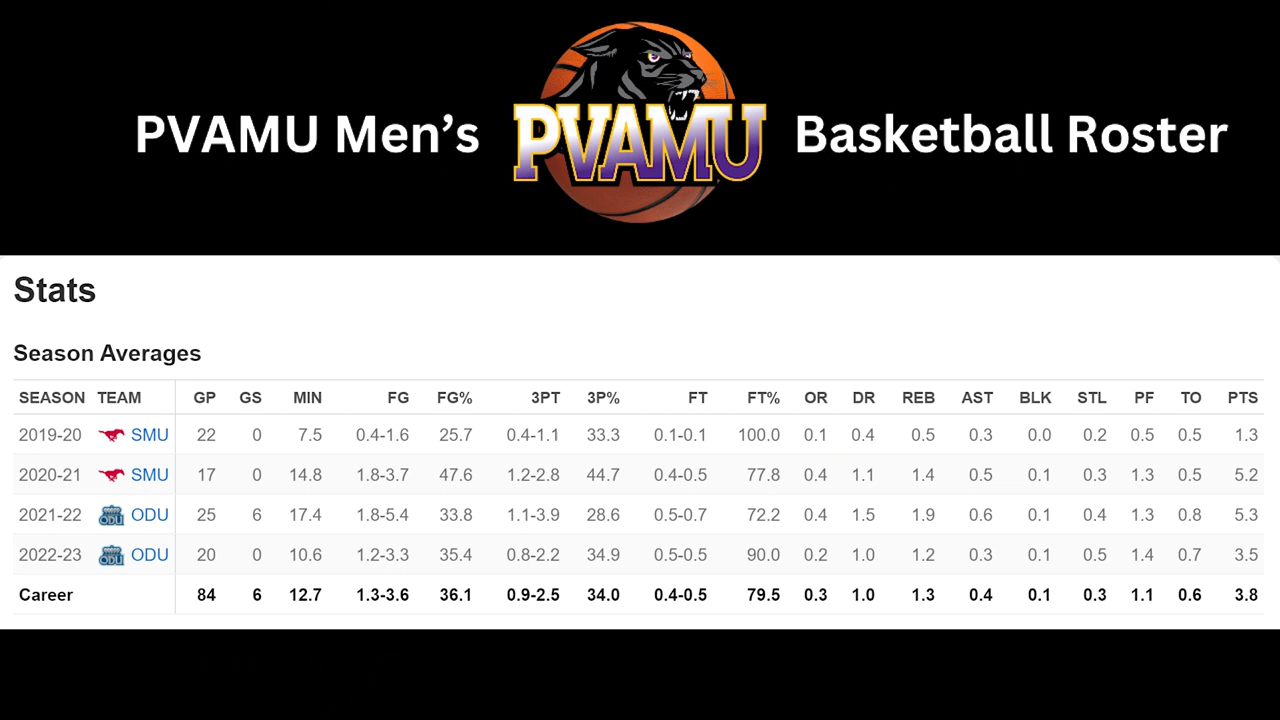 PVAMU Men’s PVAMU Basketball Roster
Stats
Season Averages
SEASON TEAM GP GS MIN FG FG% 3PT 3P% FT FT% OR DR REB AST BLK STL PF TO PTS
2019-20 SMU 22 0 7.5 0.4-1.6 25.7 0.4-1.1 33.3 0.1-0.1 100.0 0.1 0.4 0.5 0.3 0.0 0.2 0.5 0.5 1.3
2020-21 SMU 17 0 14.8 1.8-3.7 47.6 1.2-2.8 44.7 0.4-0.5 77.8 0.4 1.1 1.4 0.5 0.1 0.3 1.3 0.5 5.2
2021-22 ODU ODU 25 6 17.4 1.8-5.4 33.8 1.1-3.9 28.6 0.5-0.7 72.2 0.4 1.5 1.9 0.6 0.1 0.4 1.3 0.8 5.3
2022-23 ODU ODU 20 0 10.6 1.2-3.3 35.4 0.8-2.2 34.9 0.5-0.5 90.0 0.2 1.0 1.2 0.3 0.1 0.5 1.4 0.7 3.5
Career 84 6 12.7 1.3-3.6 36.1 0.9-2.5 34.0 0.4-0.5 79.5 0.3 1.0 1.3 0.4 0.1 0.3 1.1 0.6 3.8